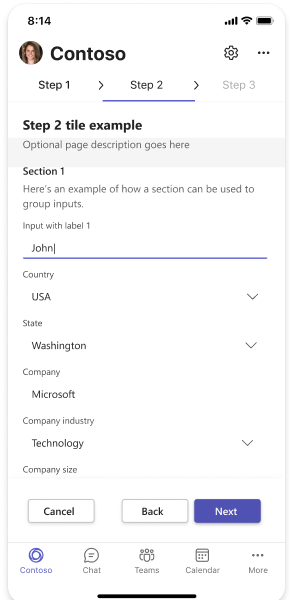 8:14
Contoso
Step 1
Step 2
Step 3
Step 2 tile example
Optional page description goes here
Section 1
Here's an example of how a section can be used to
group inputs.
Input with label 1
John
Country
USA
State
Washington
Company
Microsoft
Company industry
Technology
Company size
Cancel
Back
Next
Contoso
Chat
Teams
Calendar
More